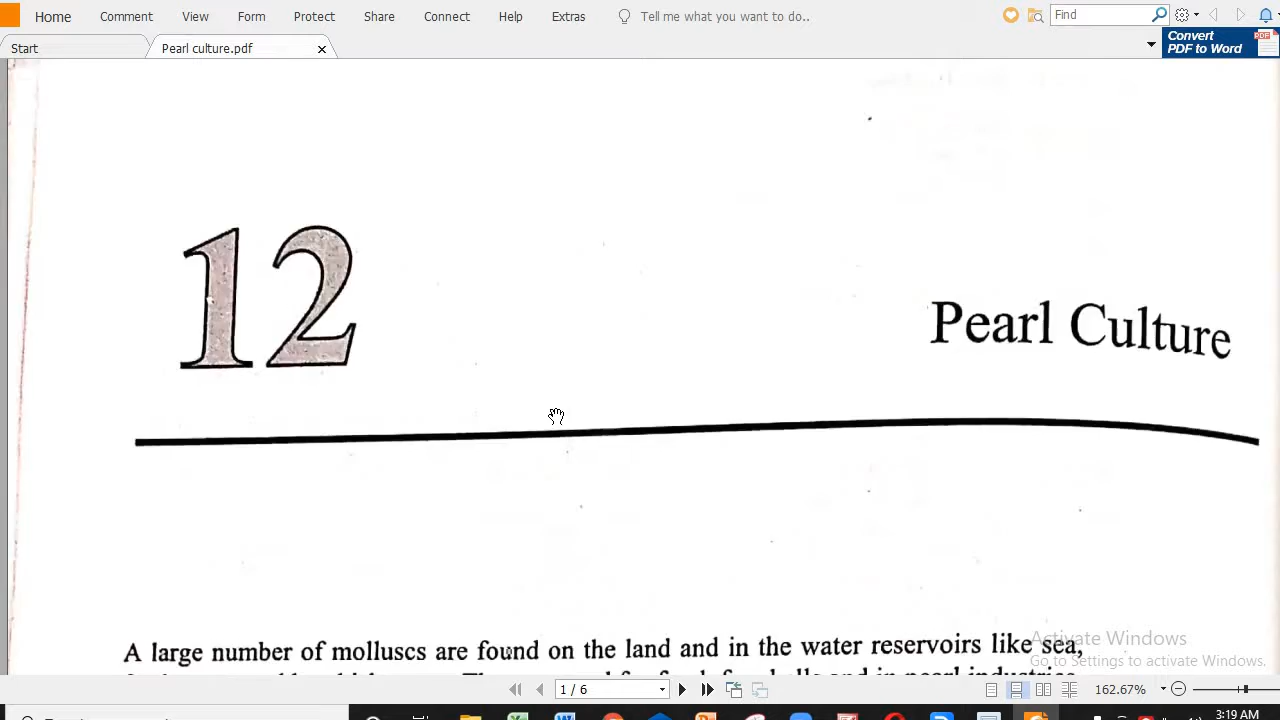 Home Comment View Form Protect Share Connect Help Extras Tell me what you want to do.. Find
Start Pearl culture.pdf Convert
PDF to Word
12
Pearl Culture
A large number of molluscs are found on the land and in the water reservoirs like sea,
Activate Windows
Go to Settings to activate Windows.
1 / 6 162.67%
3:19 AM